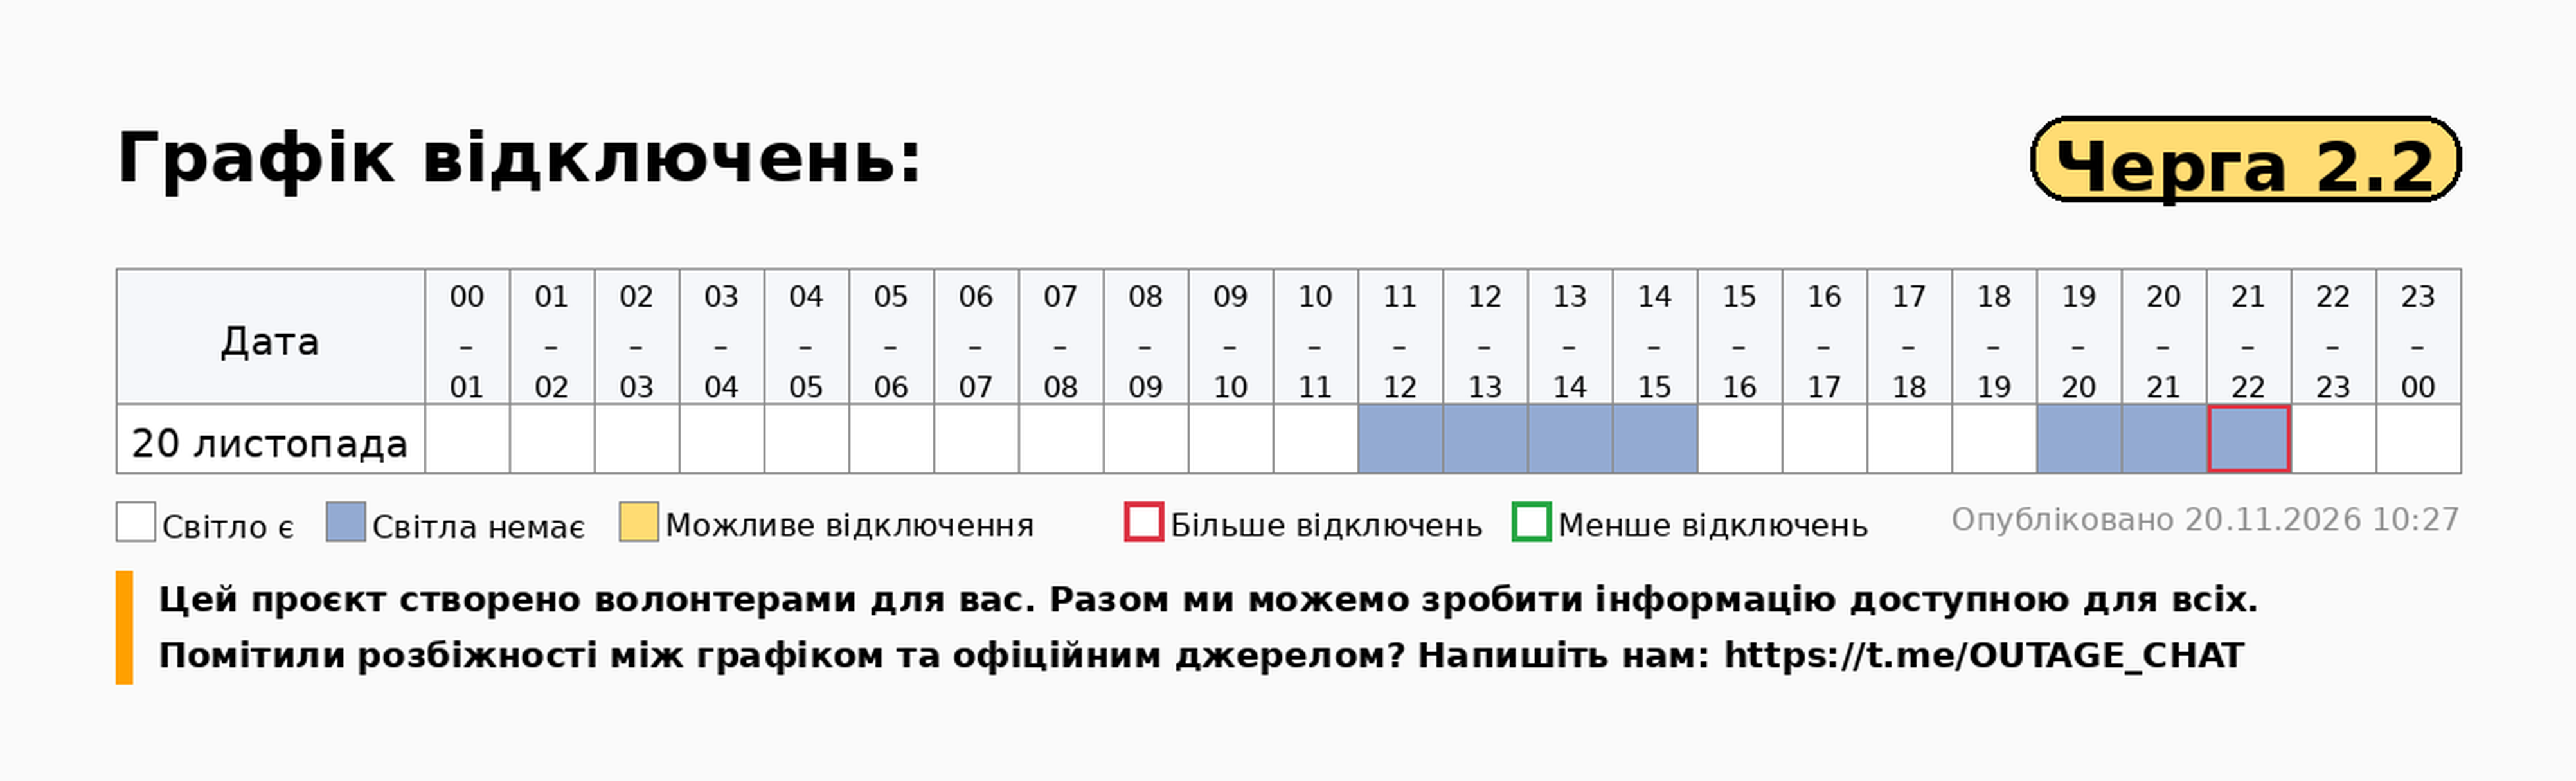 Графік відключень:
Черга 2.2
Дата 00 – 01 01 – 02 02 – 03 03 – 04 04 – 05 05 – 06 06 – 07 07 – 08 08 – 09 09 – 10 10 – 11 11 – 12 12 – 13 13 – 14 14 – 15 15 – 16 16 – 17 17 – 18 18 – 19 19 – 20 20 – 21 21 – 22 22 – 23 23 – 00
20 листопада
Світло є Світла немає Можливе відключення Більше відключень Менше відключень Опубліковано 20.11.2026 10:27
Цей проєкт створено волонтерами для вас. Разом ми можемо зробити інформацію доступною для всіх.
Помітили розбіжності між графіком та офіційним джерелом? Напишіть нам: https://t.me/OUTAGE_CHAT